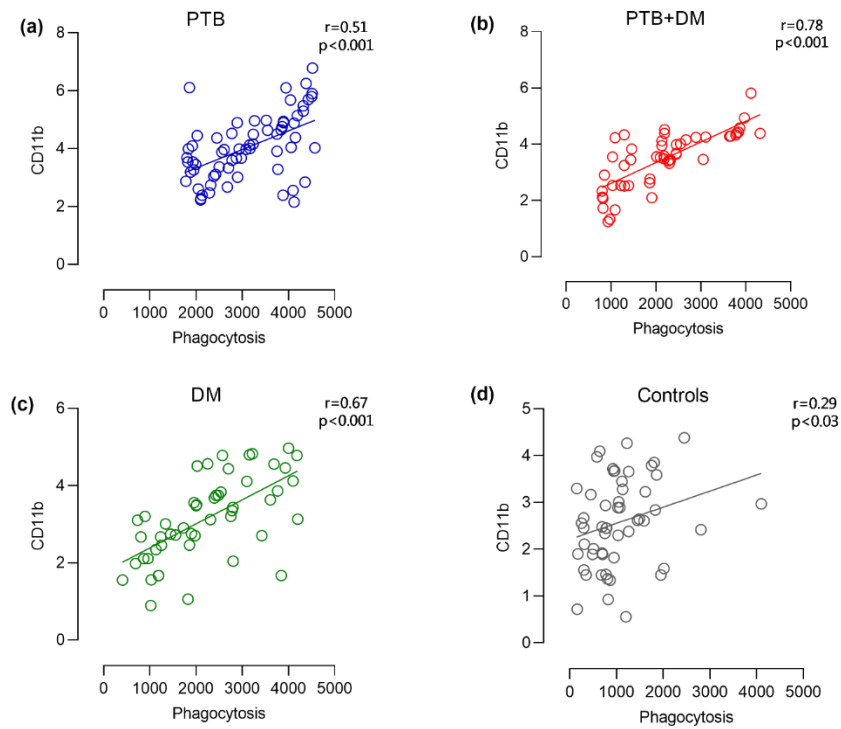 (a)
PTB
r=0.51
p<0.001
8
6
4
2
0
CD11b
0 1000 2000 3000 4000 5000
Phagocytosis
(b)
PTB+DM
r=0.78
p<0.001
8
6
4
2
0
CD11b
0 1000 2000 3000 4000 5000
Phagocytosis
(c)
DM
r=0.67
p<0.001
6
4
2
0
CD11b
0 1000 2000 3000 4000 5000
Phagocytosis
(d)
Controls
r=0.29
p<0.03
5
4
3
2
1
0
CD11b
0 1000 2000 3000 4000 5000
Phagocytosis